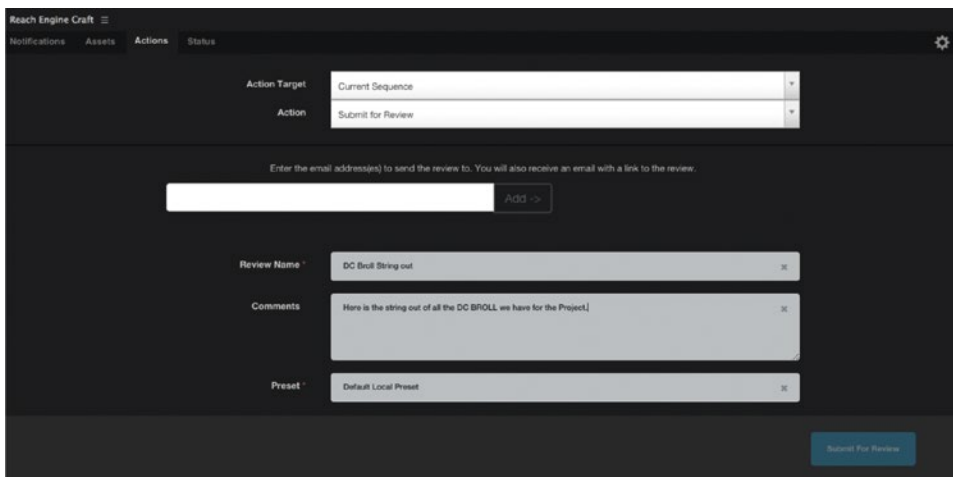 Reach Engine Craft
Notifications Assets Actions Status
Action Target Current Sequence
Action Submit for Review
Enter the email address(es) to send the review to. You will also receive an email with a link to the review.
Add ->
Review Name * DC Broll String out
Comments Here is the string out of all the DC BROLL we have for the Project.
Preset * Default Local Preset
Submit For Review